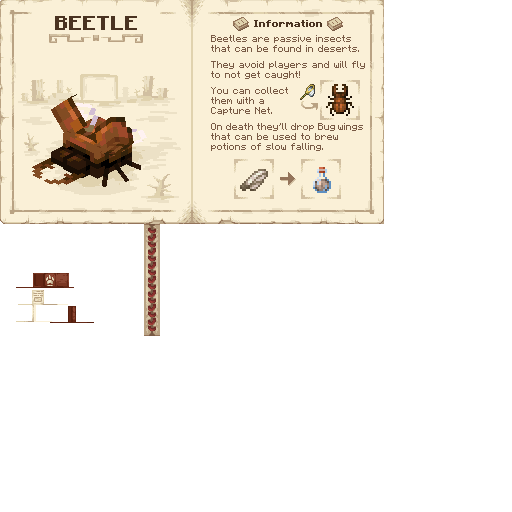 BEETLE
Information
Beetles are passive insects
that can be found in deserts.
They avoid players and will fly
to not get caught!
You can collect
them with a
Capture Net.
On death they'll drop Bug wings
that can be used to brew
potions of slow falling.